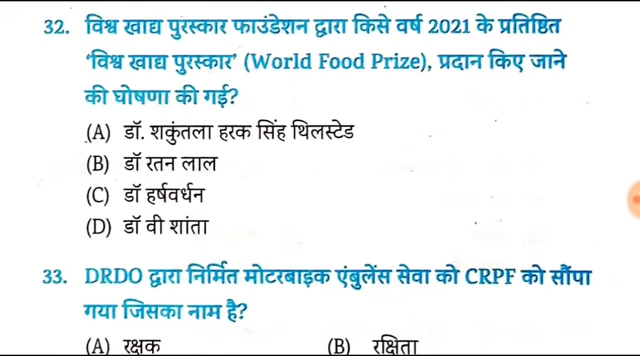 32. विश्व खाद्य पुरस्कार फाउंडेशन द्वारा किसे वर्ष 2021 के प्रतिष्ठित
‘विश्व खाद्य पुरस्कार’ (World Food Prize), प्रदान किए जाने
की घोषणा की गई?
(A) डॉ. शकुंतला हरक सिंह थिलस्टेड
(B) डॉ रतन लाल
(C) डॉ हर्षवर्धन
(D) डॉ वी शांता
33. DRDO द्वारा निर्मित मोटरबाइक एंबुलेंस सेवा को CRPF को सौंपा
गया जिसका नाम है?
(A) रक्षक (B) रक्षिता